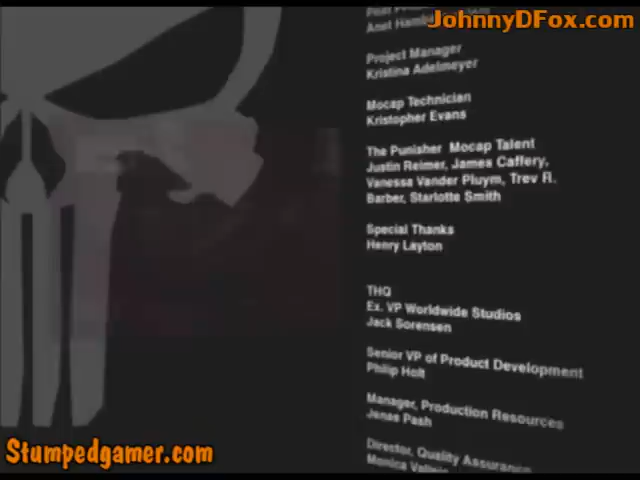 JohnnyDFox.com
Project Manager
Kristina Adelmeyer
Mocap Technician
Kristopher Evans
The Punisher Mocap Talent
Justin Reimer, James Caffery,
Vanessa Vander Pluym, Trev R.
Barber, Starlotte Smith
Special Thanks
Henry Layton
THQ
Ex. VP Worldwide Studios
Jack Sorensen
Senior VP of Product Development
Philip Holt
Manager, Production Resources
Jenae Pash
Director, Quality Assurance
Monica
Stumpedgamer.com